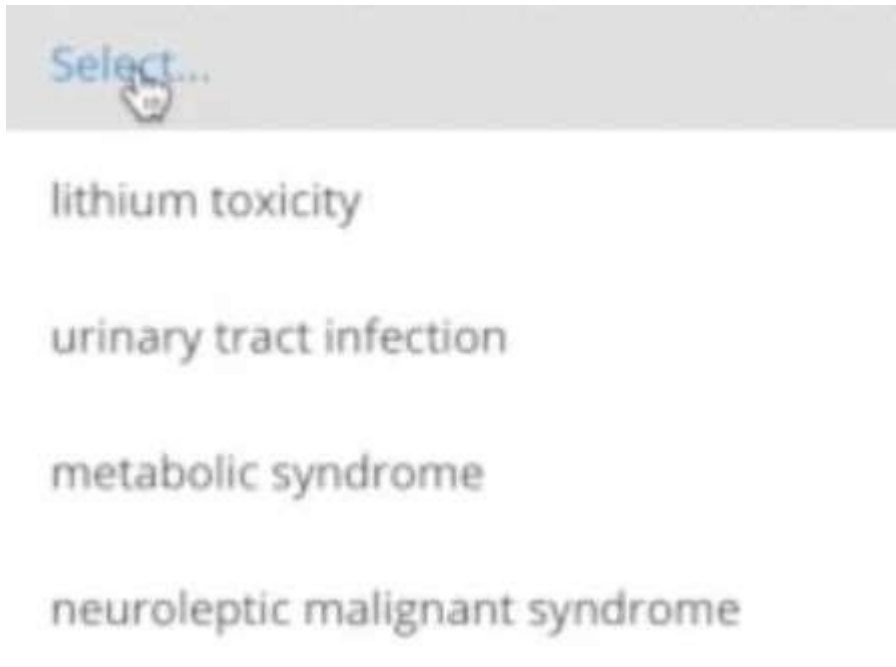 Select...
lithium toxicity
urinary tract infection
metabolic syndrome
neuroleptic malignant syndrome